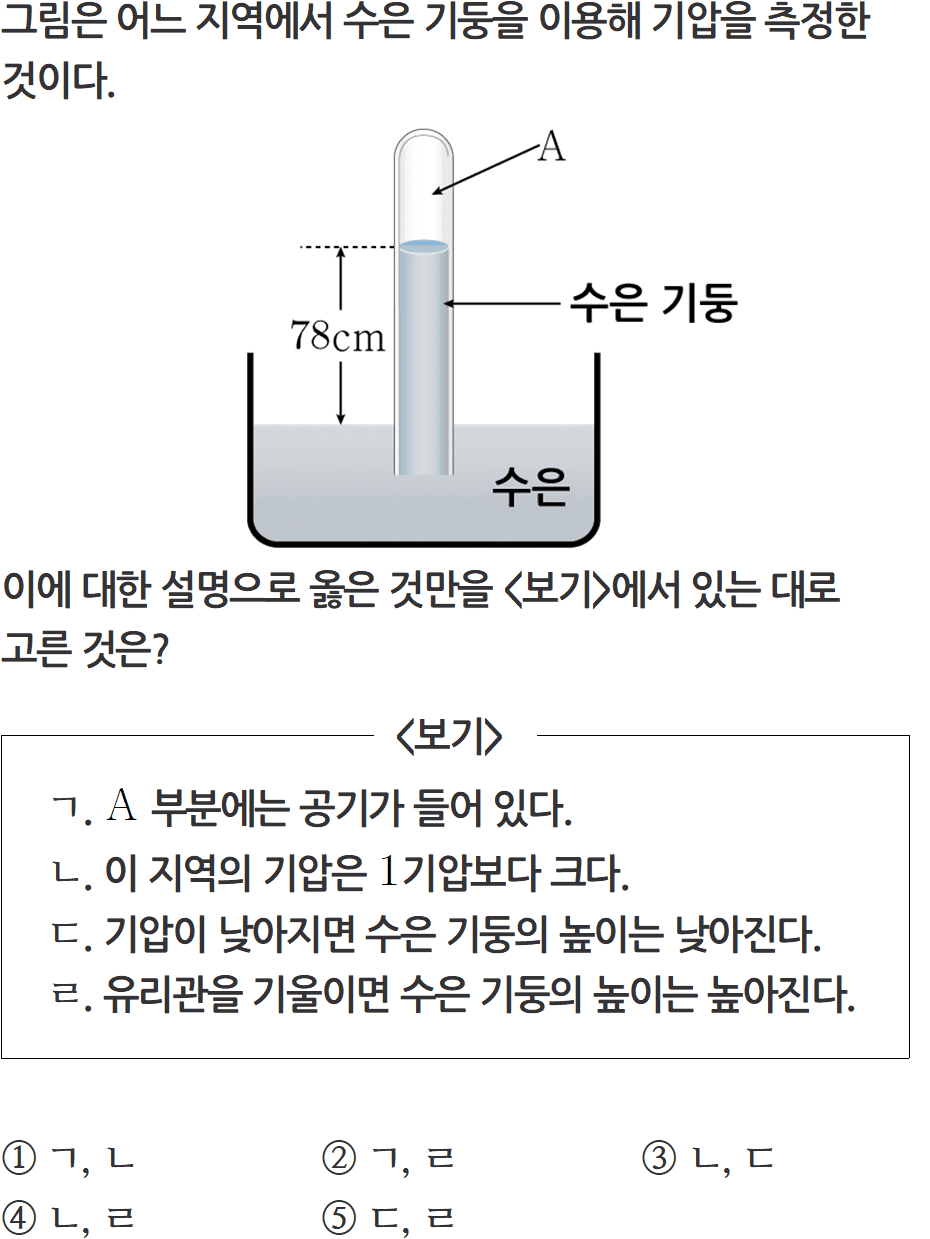 그림은 어느 지역에서 수은 기둥을 이용해 기압을 측정한
것이다.
A
수은 기둥
78cm
수은
이에 대한 설명으로 옳은 것만을 <보기>에서 있는 대로
고른 것은?
<보기>
ㄱ. A 부분에는 공기가 들어 있다.
ㄴ. 이 지역의 기압은 1기압보다 크다.
ㄷ. 기압이 낮아지면 수은 기둥의 높이는 낮아진다.
ㄹ. 유리관을 기울이면 수은 기둥의 높이는 높아진다.
① ㄱ, ㄴ ② ㄱ, ㄹ ③ ㄴ, ㄷ
④ ㄴ, ㄹ ⑤ ㄷ, ㄹ